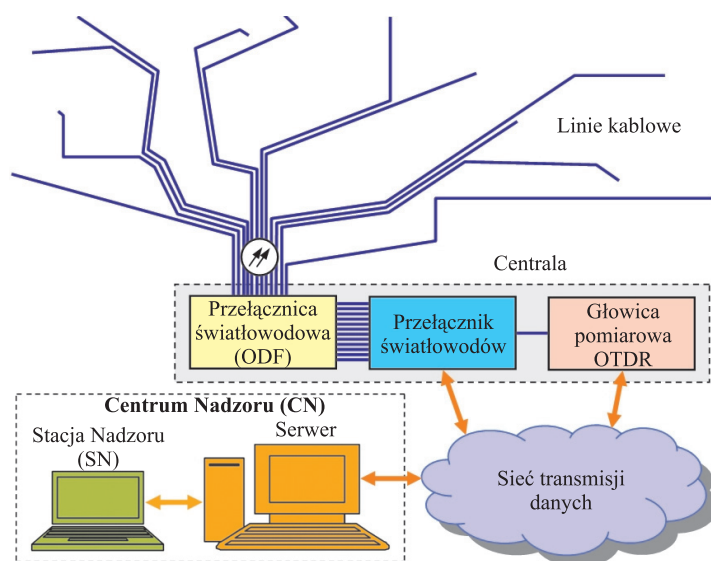 Linie kablowe
Centrala
Przełącznica
światłowodowa
(ODF)
Przełącznik
światłowodów
Głowica
pomiarowa
OTDR
Centrum Nadzoru (CN)
Stacja Nadzoru
(SN)
Serwer
Sieć transmisji
danych